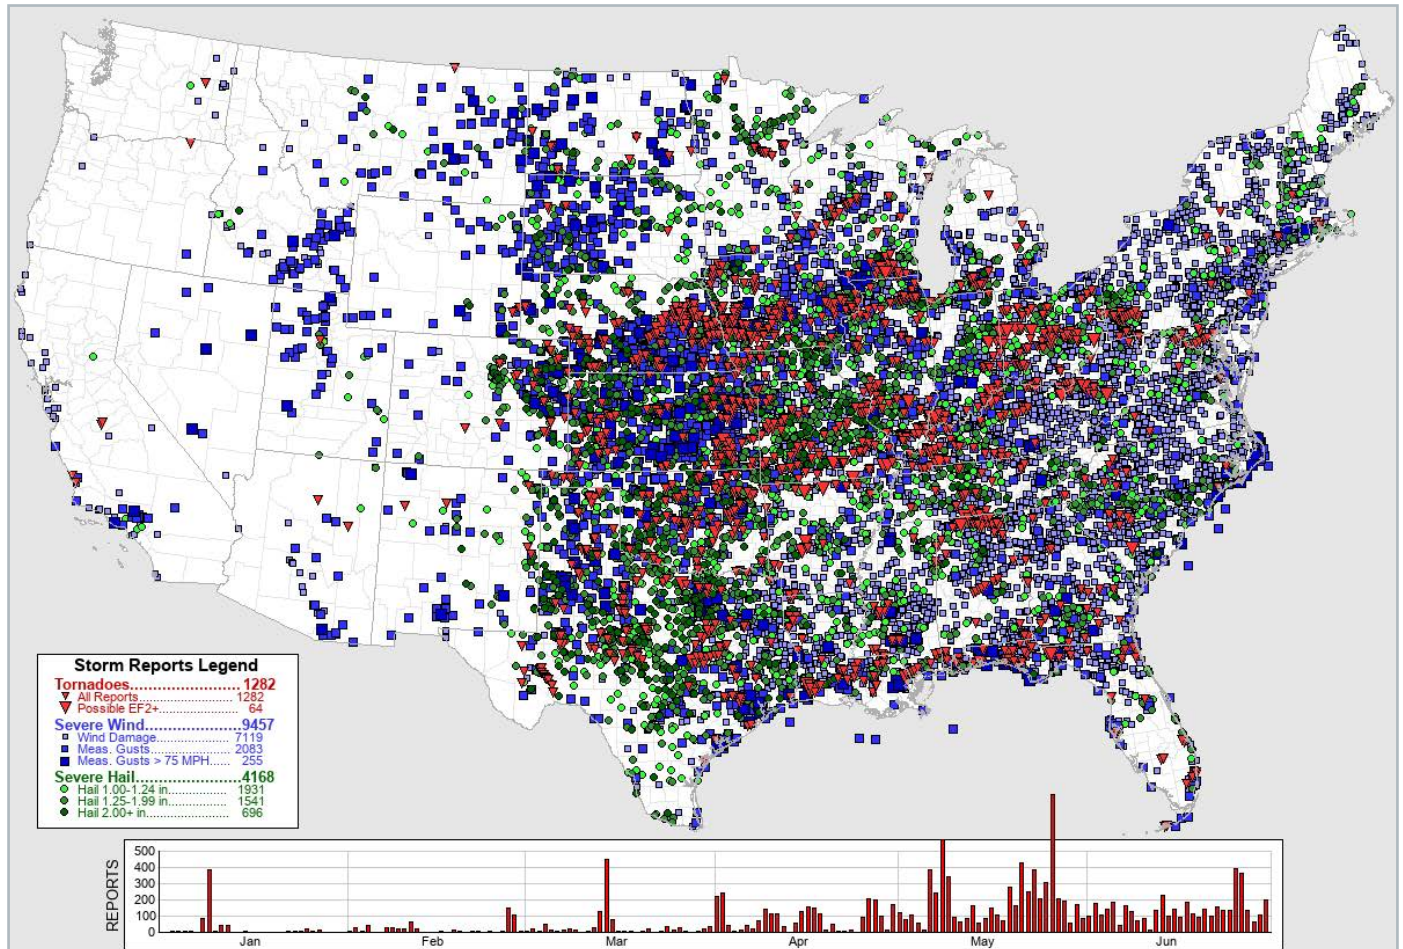 Storm Reports Legend
Tornadoes........................1282
All Reports............................ 1282
Possible EF2+....................... 64
Severe Wind....................9457
Wind Damage..................... 7119
Meas. Gusts....................... 2083
Meas. Gusts > 75 MPH...... 255
Severe Hail.....................4168
Hail 1.00-1.24 in................. 1931
Hail 1.25-1.99 in................. 1541
Hail 2.00+ in........................ 696
REPORTS
500
400
300
200
100
0
Jan Feb Mar Apr May Jun